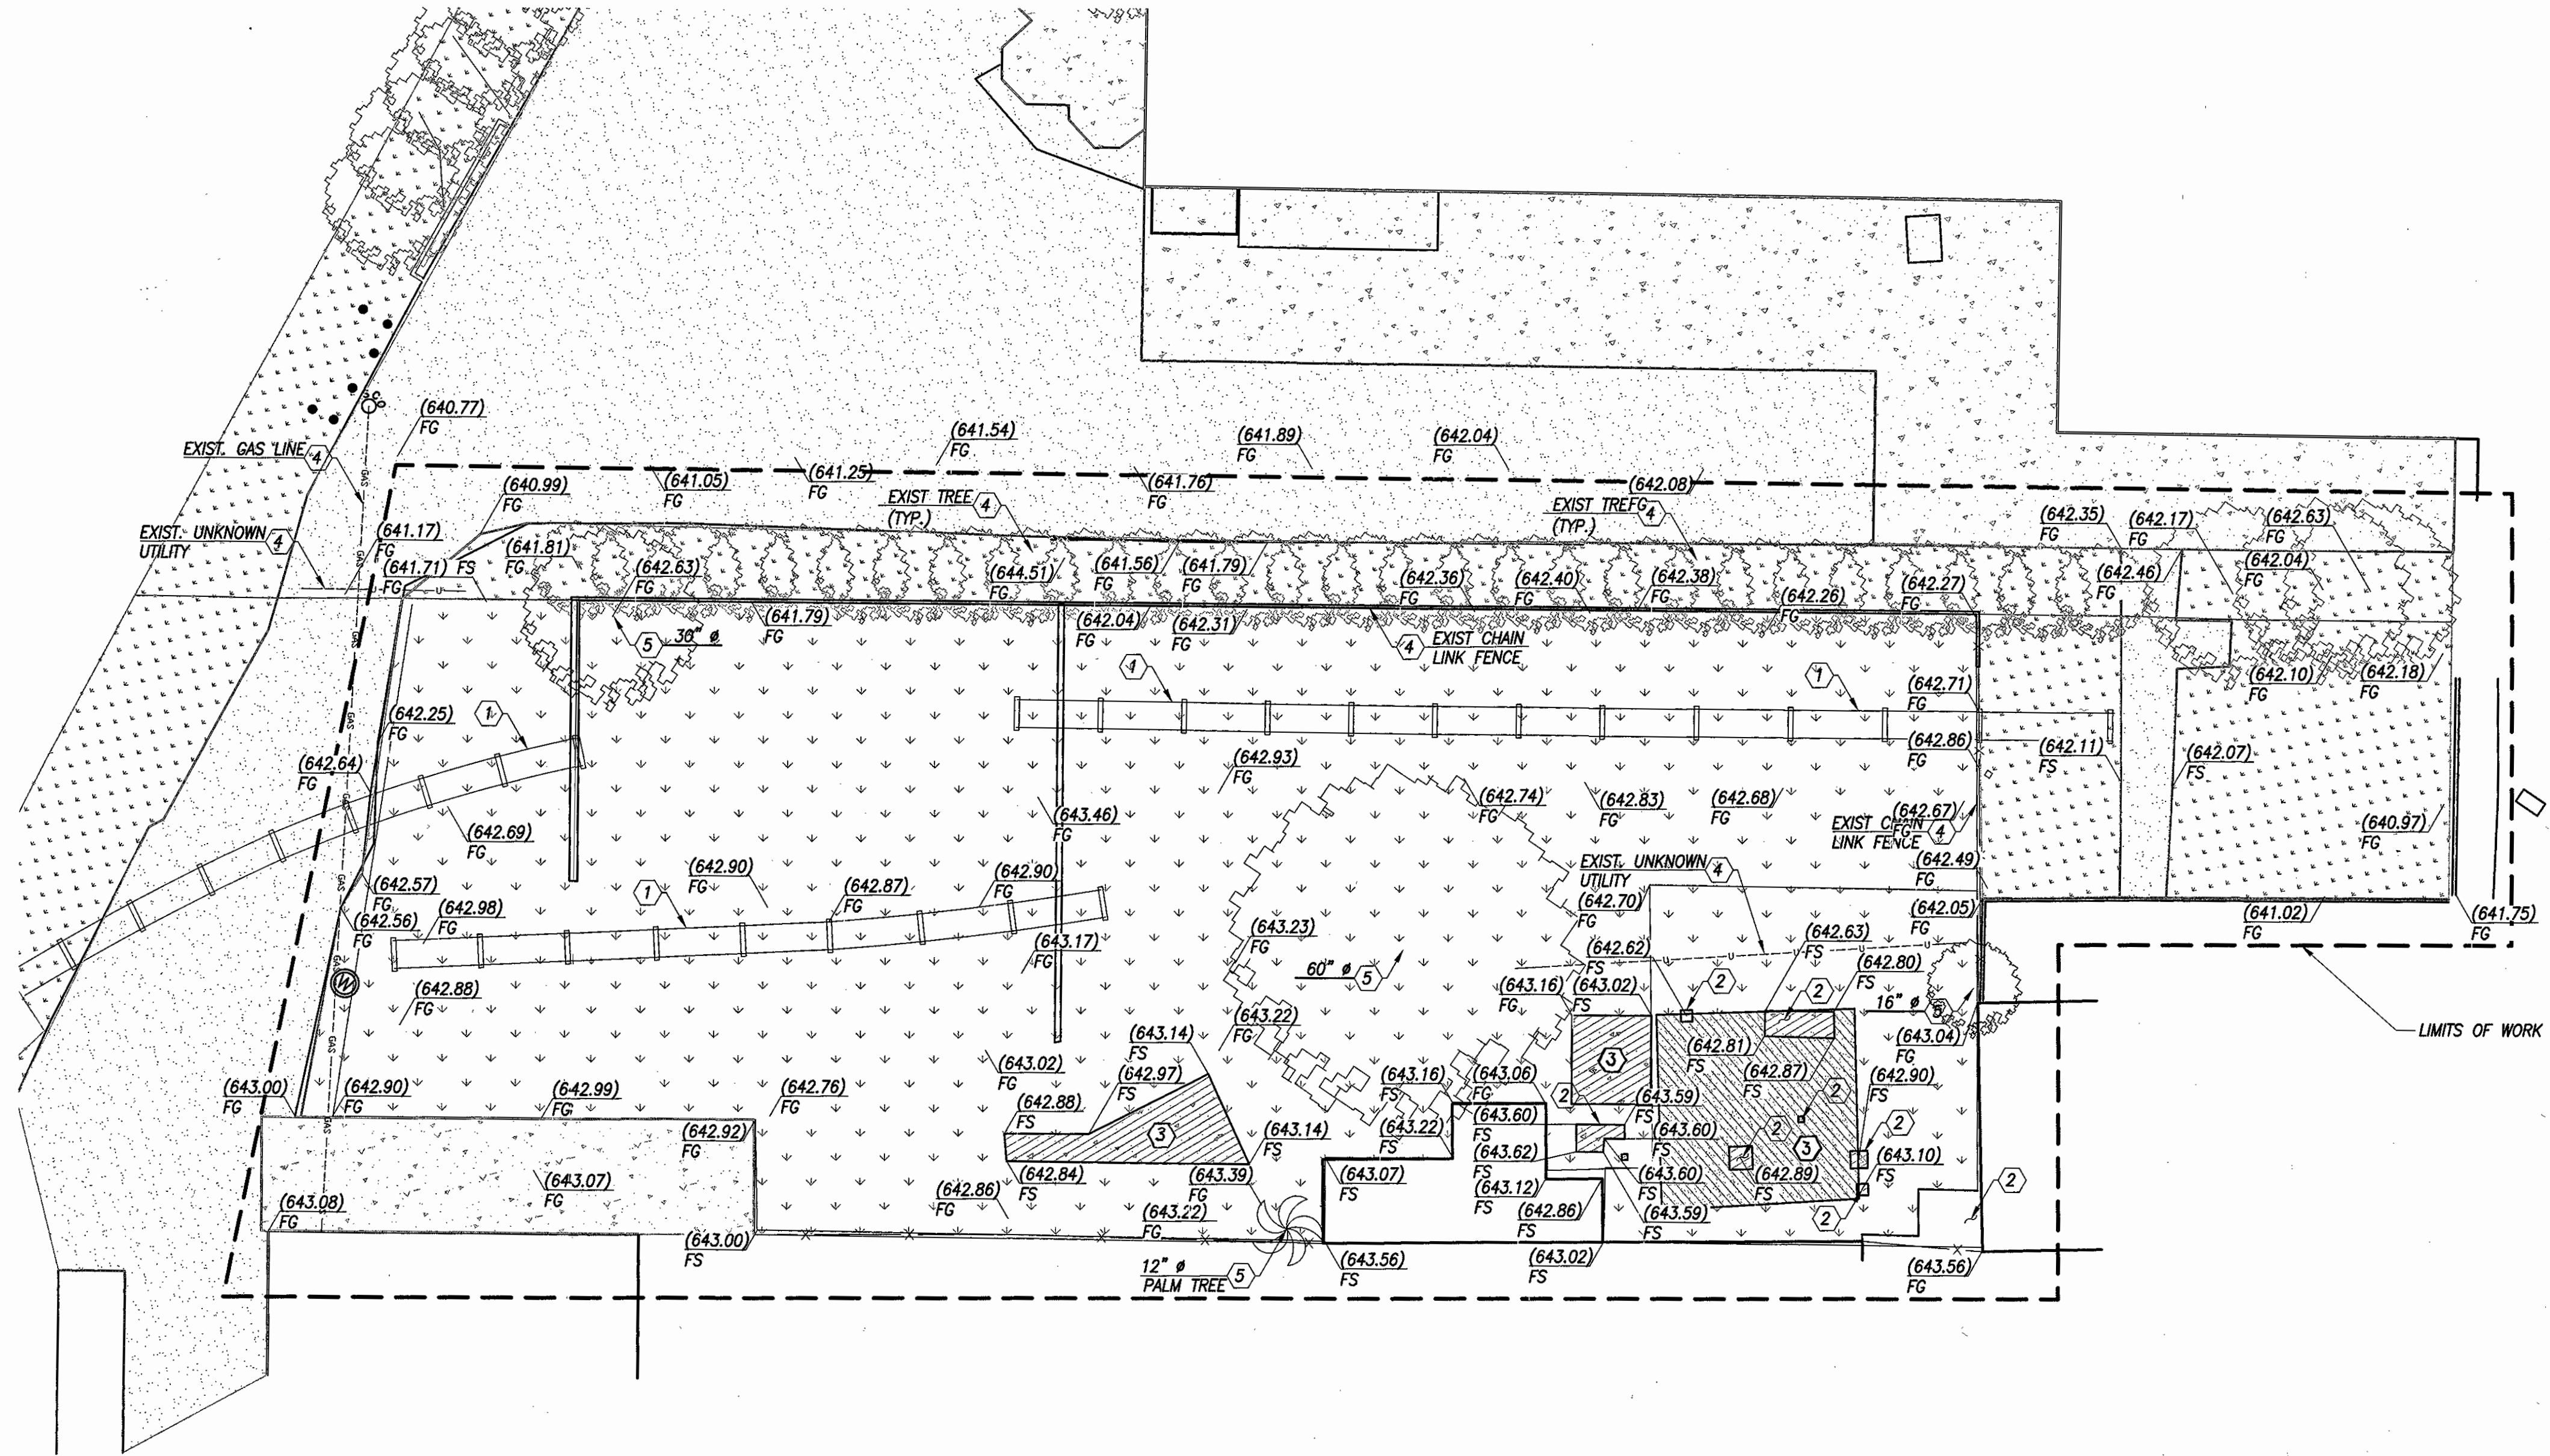 (640.77)
FG
(641.54)
FG
(641.89)
FG
(642.04)
FG
EXIST. GAS LINE 4
GAS
(640.99)
FG
(641.05)
FG
(641.25)
FG
(641.76)
FG
(642.08)
EXIST TREE 4
(TYP.)
EXIST TREFG 4
(TYP.)
EXIST. UNKNOWN 4
UTILITY
(641.17)
FG
(641.71) FS
FG
(641.81)
FG
(642.63)
FG
(644.51)
FG
(641.56)
FG
(641.79)
FG
(642.36)
FG
(642.40)
FG
(642.38)
FG
(642.26)
FG
(642.27)
FG
(642.35)
FG
(642.17)
FG
(642.63)
FG
(642.46)
FG
(642.04)
FG
(641.79)
FG
(642.04)
FG
(642.31)
FG
5 36" ø
4 EXIST CHAIN
LINK FENCE
1
1
(642.71)
FG
(642.10)
FG
(642.18)
FG
(642.25)
FG
1
(642.64)
FG
(642.93)
FG
(642.86)
FG
(642.11)
FS
(642.07)
FS
(642.69)
FG
(643.46)
FG
(642.74)
FG
(642.83)
FG
(642.68)
FG
(642.67)
FG
EXIST CHAIN 4
LINK FENCE
(640.97)
FG
(642.57)
FG
(642.90)
FG
1
(642.87)
FG
(642.90)
FG
EXIST. UNKNOWN 4
UTILITY
(642.49)
FG
(642.56)
FG
(642.98)
FG
(642.70)
FG
(642.05)
FG
(641.02)
FG
(641.75)
FG
(643.23)
FG
(643.17)
FG
(642.62)
FS
(642.63)
FS
(642.80)
FS
60" ø 5
W
(642.88)
FG
(643.16)
FG
(643.02)
FS
2
2
16" ø 5
LIMITS OF WORK
(643.22)
FG
(643.14)
FS
(643.04)
FG
3
(642.81)
FS
(643.02)
FG
(642.97)
FS
(643.16)
FS
(643.06)
FG
(642.87)
FS
(642.90)
FS
(643.00)
FG
(642.90)
FG
(642.99)
FG
(642.76)
FG
2
(643.59)
FS
2
(642.88)
FS
3
(643.60)
FS
2
2
(642.92)
FG
(643.14)
FS
(643.22)
FS
(643.60)
FS
3
(643.62)
FS
(643.10)
FS
(642.84)
FS
(643.39)
FG
(643.07)
FS
(643.60)
FS
(642.89)
FS
(643.07)
FG
(642.86)
FG
(643.12)
FS
2
(643.08)
FG
(643.22)
FG
(642.86)
FS
(643.59)
FS
2
(643.00)
FS
(643.56)
FS
(643.02)
FS
(643.56)
FG
12" ø
PALM TREE 5